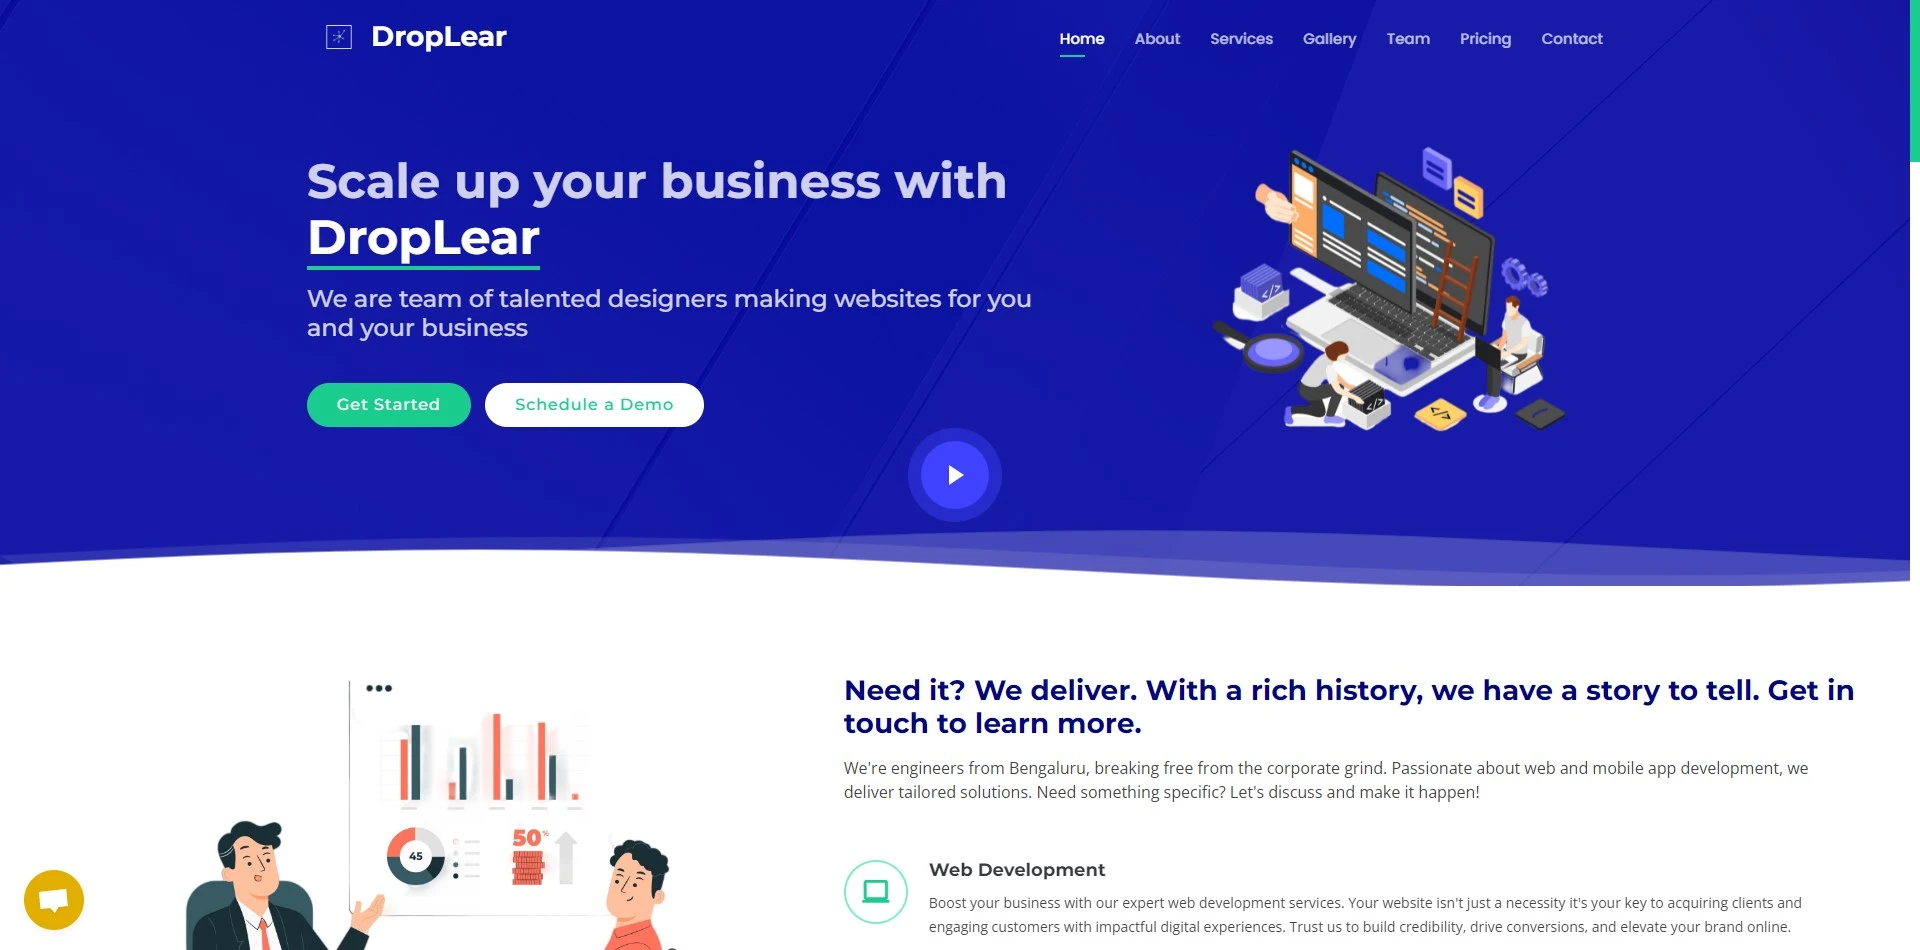 DropLear
Home About Services Gallery Team Pricing Contact
Scale up your business with
DropLear
We are team of talented designers making websites for you
and your business
Get Started Schedule a Demo
Need it? We deliver. With a rich history, we have a story to tell. Get in
touch to learn more.
We're engineers from Bengaluru, breaking free from the corporate grind. Passionate about web and mobile app development, we
deliver tailored solutions. Need something specific? Let's discuss and make it happen!
50%
45
Web Development
Boost your business with our expert web development services. Your website isn't just a necessity it's your key to acquiring clients and
engaging customers with impactful digital experiences. Trust us to build credibility, drive conversions, and elevate your brand online.